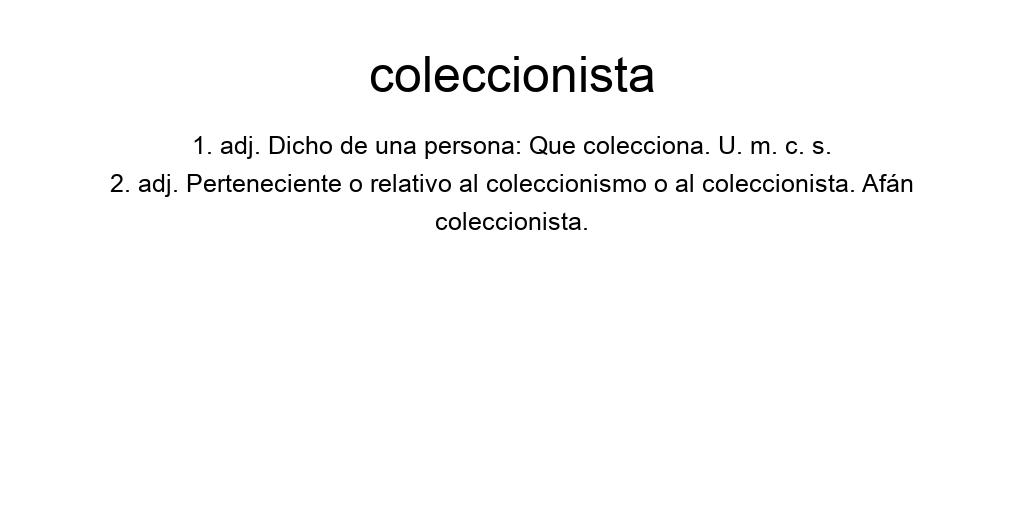 coleccionista
1. adj. Dicho de una persona: Que colecciona. U. m. c. s.
2. adj. Perteneciente o relativo al coleccionismo o al coleccionista. Afán
coleccionista.